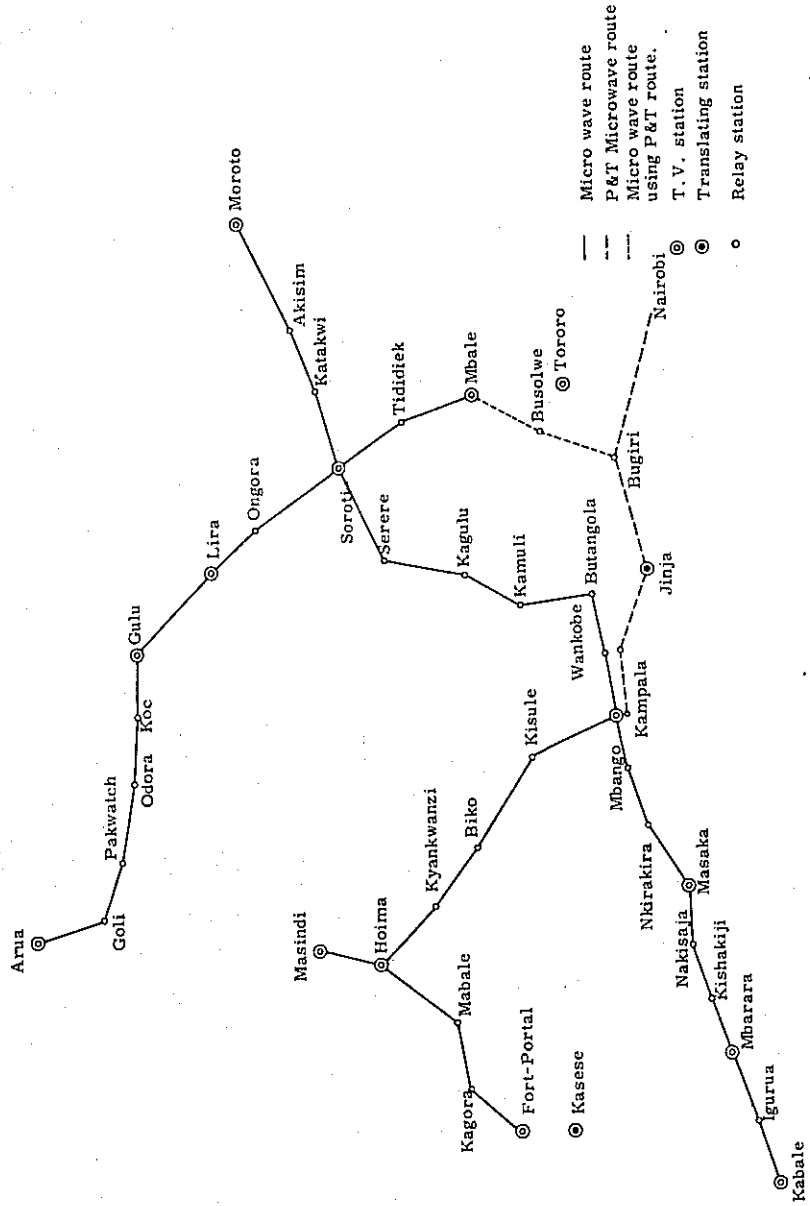 Arua
Goli
Pakwatch
Odora
Koc
Gulu
Lira
Ongora
Moroto
Akisim
Katakwi
Soroti
Serere
Kagulu
Kamuli
Butangola
Wankobe
Tididiek
Mbale
Busolwe
Tororo
Bugiri
Nairobi
Jinja
Kampala
Masindi
Hoima
Kyankwanzi
Biko
Kisule
Mabale
Kagora
Fort-Portal
Kasese
Mbango
Nkirakira
Masaka
Nakisaja
Kishakiji
Mbarara
Igurua
Kabale
Micro wave route
P&T Microwave route
Micro wave route
using P&T route.
T.V. station
Translating station
Relay station